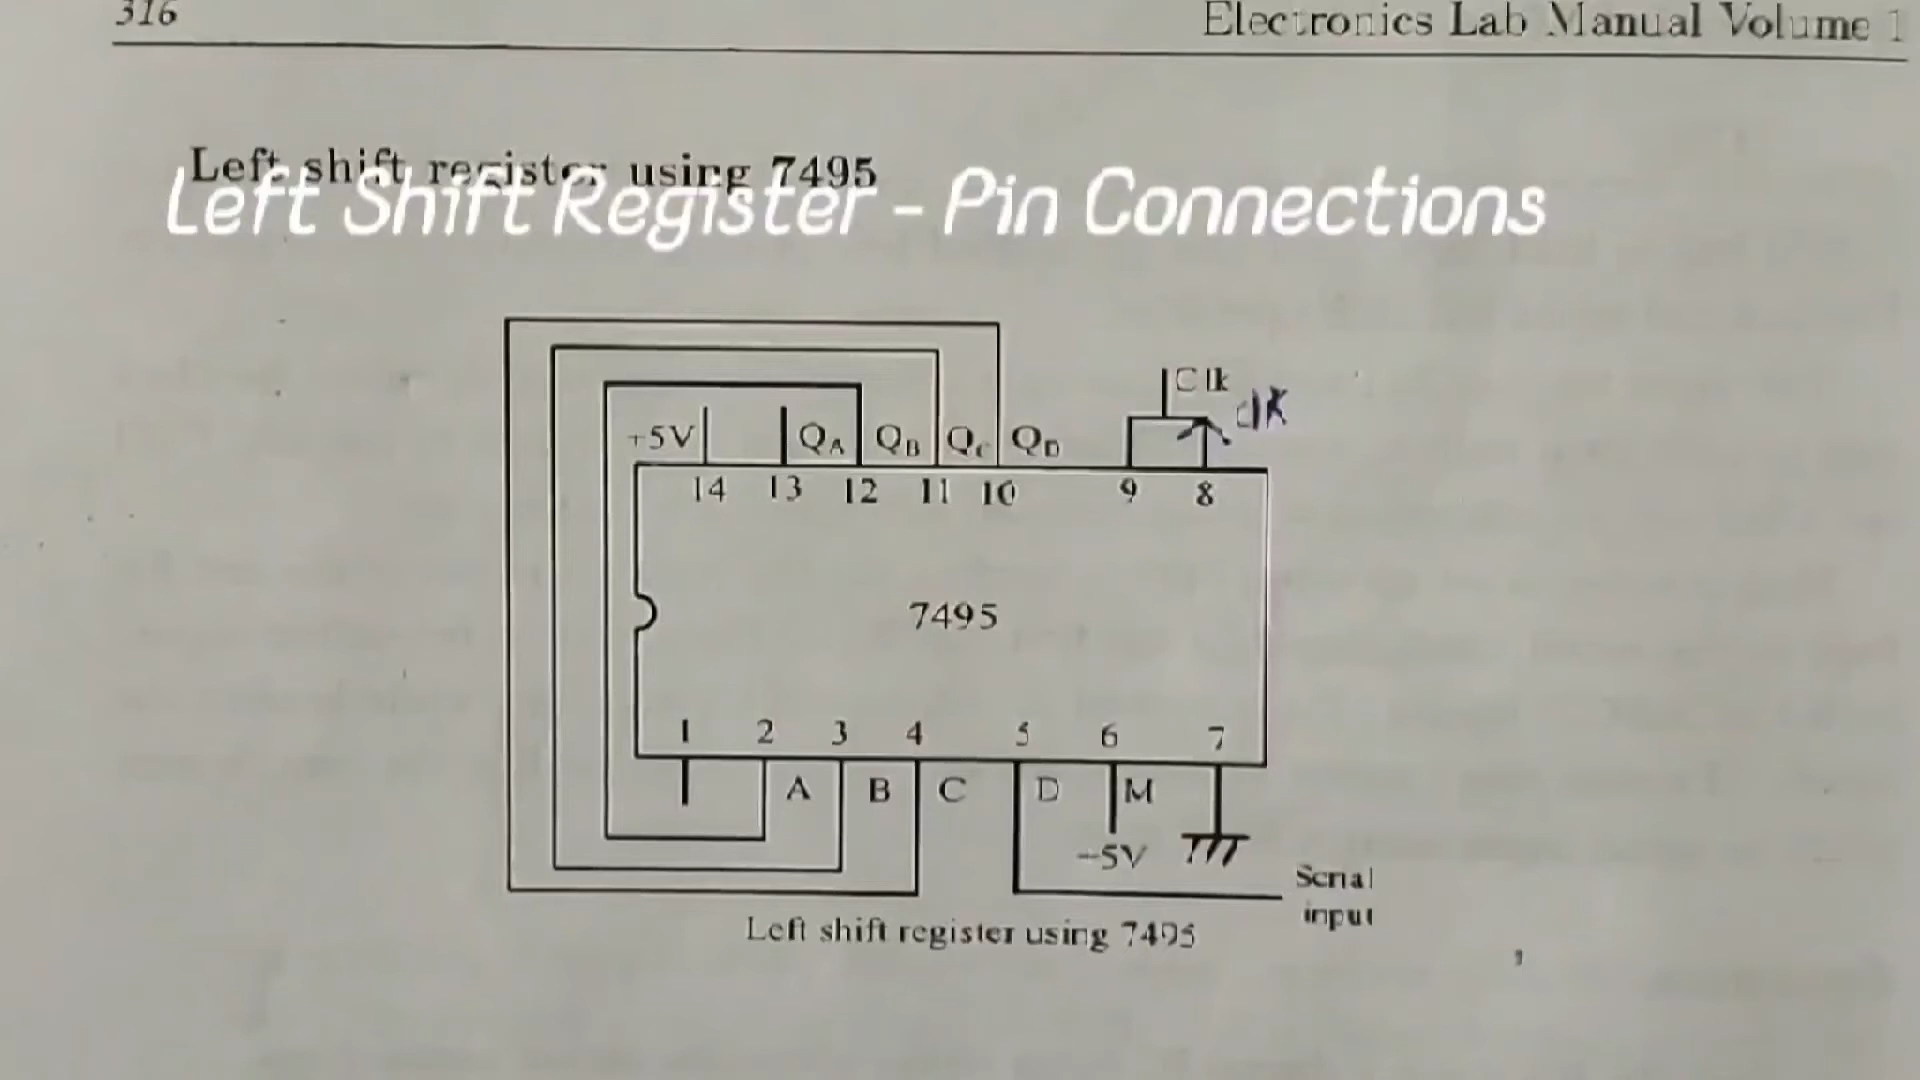 316
Electronics Lab Manual Volume 1
Left shift register using 7495
Left Shift Register - Pin Connections
Clk
clk
+5V QA QB QC QD
14 13 12 11 10 9 8
7495
1 2 3 4 5 6 7
A B C D M
-5V
Serial
input
Left shift register using 7495